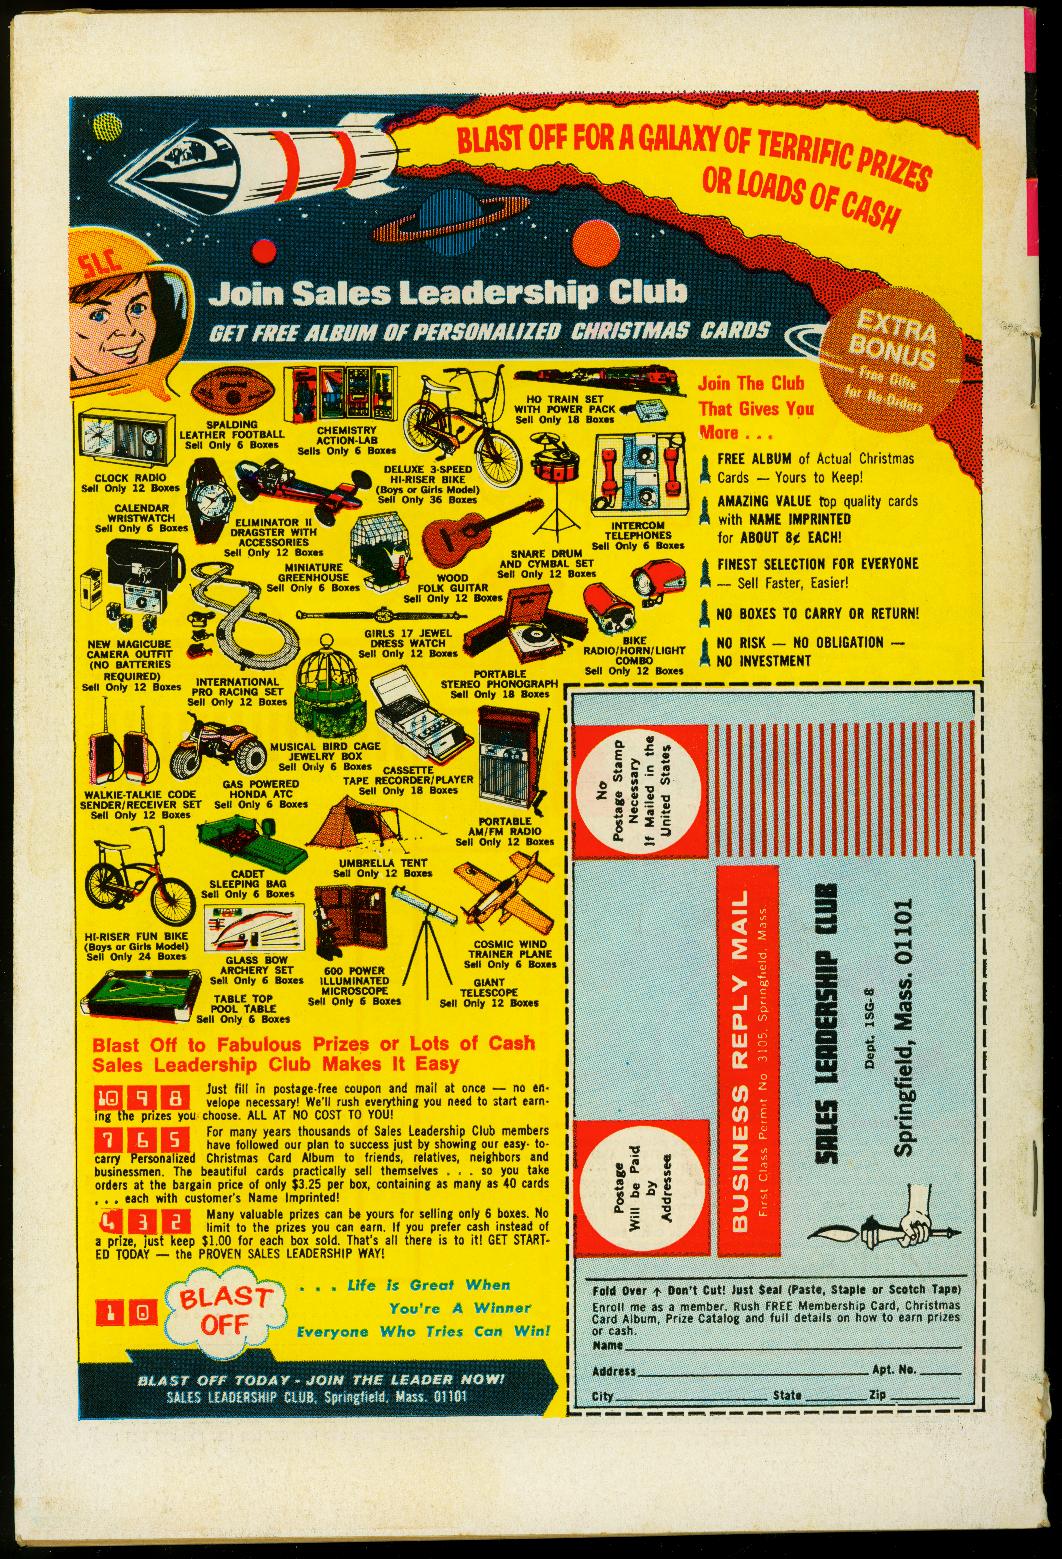 BLAST OFF FOR A GALAXY OF TERRIFIC PRIZES
OR LOADS OF CASH
SLC
Join Sales Leadership Club
GET FREE ALBUM OF PERSONALIZED CHRISTMAS CARDS
EXTRA
BONUS
Free Gifts
for Re-Orders
CLOCK RADIO
Sell Only 12 Boxes
SPALDING
LEATHER FOOTBALL
Sell Only 6 Boxes
CHEMISTRY
ACTION-LAB
Sells Only 6 Boxes
DELUXE 3-SPEED
HI-RISER BIKE
(Boys or Girls Model)
Sell Only 36 Boxes
HO TRAIN SET
WITH POWER PACK
Sell Only 18 Boxes
CALENDAR
WRISTWATCH
Sell Only 6 Boxes
ELIMINATOR II
DRAGSTER WITH
ACCESSORIES
Sell Only 12 Boxes
MINIATURE
GREENHOUSE
Sell Only 6 Boxes
WOOD
FOLK GUITAR
Sell Only 12 Boxes
SNARE DRUM
AND CYMBAL SET
Sell Only 12 Boxes
INTERCOM
TELEPHONES
Sell Only 6 Boxes
NEW MAGICUBE
CAMERA OUTFIT
(NO BATTERIES
REQUIRED)
Sell Only 12 Boxes
INTERNATIONAL
PRO RACING SET
Sell Only 12 Boxes
GIRLS 17 JEWEL
DRESS WATCH
Sell Only 12 Boxes
PORTABLE
STEREO PHONOGRAPH
Sell Only 18 Boxes
BIKE
RADIO/HORN/LIGHT
COMBO
Sell Only 12 Boxes
WALKIE-TALKIE CODE
SENDER/RECEIVER SET
Sell Only 12 Boxes
GAS POWERED
HONDA ATC
Sell Only 6 Boxes
MUSICAL BIRD CAGE
JEWELRY BOX
Sell Only 6 Boxes
CASSETTE
TAPE RECORDER/PLAYER
Sell Only 18 Boxes
PORTABLE
AM/FM RADIO
Sell Only 12 Boxes
HI-RISER FUN BIKE
(Boys or Girls Model)
Sell Only 24 Boxes
CADET
SLEEPING BAG
Sell Only 6 Boxes
UMBRELLA TENT
Sell Only 12 Boxes
GLASS BOW
ARCHERY SET
Sell Only 6 Boxes
600 POWER
ILLUMINATED
MICROSCOPE
Sell Only 6 Boxes
COSMIC WIND
TRAINER PLANE
Sell Only 6 Boxes
GIANT
TELESCOPE
Sell Only 12 Boxes
TABLE TOP
POOL TABLE
Sell Only 6 Boxes
Join The Club
That Gives You
More . . .
FREE ALBUM of Actual Christmas
Cards — Yours to Keep!
AMAZING VALUE top quality cards
with NAME IMPRINTED
for ABOUT 8¢ EACH!
FINEST SELECTION FOR EVERYONE
— Sell Faster, Easier!
NO BOXES TO CARRY OR RETURN!
NO RISK — NO OBLIGATION —
NO INVESTMENT
Blast Off to Fabulous Prizes or Lots of Cash
Sales Leadership Club Makes It Easy
10 9 8
Just fill in postage-free coupon and mail at once — no en-
velope necessary! We'll rush everything you need to start earn-
ing the prizes you choose. ALL AT NO COST TO YOU!
7 6 5
For many years thousands of Sales Leadership Club members
have followed our plan to success just by showing our easy-to-
carry Personalized Christmas Card Album to friends, relatives, neighbors and
businessmen. The beautiful cards practically sell themselves . . . so you take
orders at the bargain price of only $3.25 per box, containing as many as 40 cards
. . . each with customer's Name Imprinted!
4 3 2
Many valuable prizes can be yours for selling only 6 boxes. No
limit to the prizes you can earn. If you prefer cash instead of
a prize, just keep $1.00 for each box sold. That's all there is to it! GET START-
ED TODAY — the PROVEN SALES LEADERSHIP WAY!
1 0
BLAST
OFF
. . . Life is Great When
You're A Winner
Everyone Who Tries Can Win!
BLAST OFF TODAY - JOIN THE LEADER NOW!
SALES LEADERSHIP CLUB, Springfield, Mass. 01101
No
Postage Stamp
Necessary
If Mailed in the
United States
BUSINESS REPLY MAIL
First Class Permit No. 3105, Springfield, Mass
SALES LEADERSHIP CLUB
Dept. 1SG-8
Springfield, Mass. 01101
Postage
Will be Paid
by
Addressee
Fold Over ↑ Don't Cut! Just Seal (Paste, Staple or Scotch Tape)
Enroll me as a member. Rush FREE Membership Card, Christmas
Card Album, Prize Catalog and full details on how to earn prizes
or cash.
Name
Address Apt. No.
City State Zip